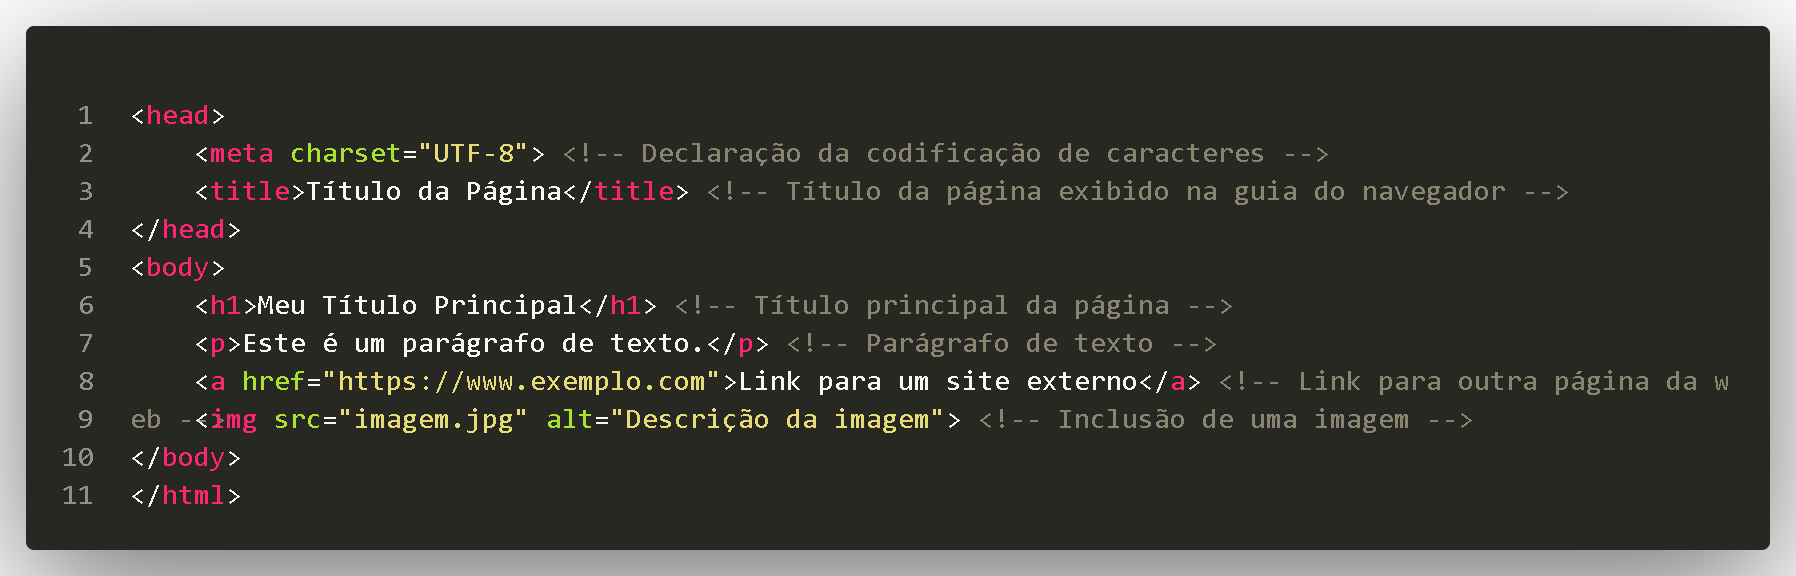 1 <head>
2     <meta charset="UTF-8"> <!-- Declaração da codificação de caracteres -->
3     <title>Título da Página</title> <!-- Título da página exibido na guia do navegador -->
4 </head>
5 <body>
6     <h1>Meu Título Principal</h1> <!-- Título principal da página -->
7     <p>Este é um parágrafo de texto.</p> <!-- Parágrafo de texto -->
8     <a href="https://www.exemplo.com">Link para um site externo</a> <!-- Link para outra página da w
eb -->
9     <img src="imagem.jpg" alt="Descrição da imagem"> <!-- Inclusão de uma imagem -->
10 </body>
11 </html>